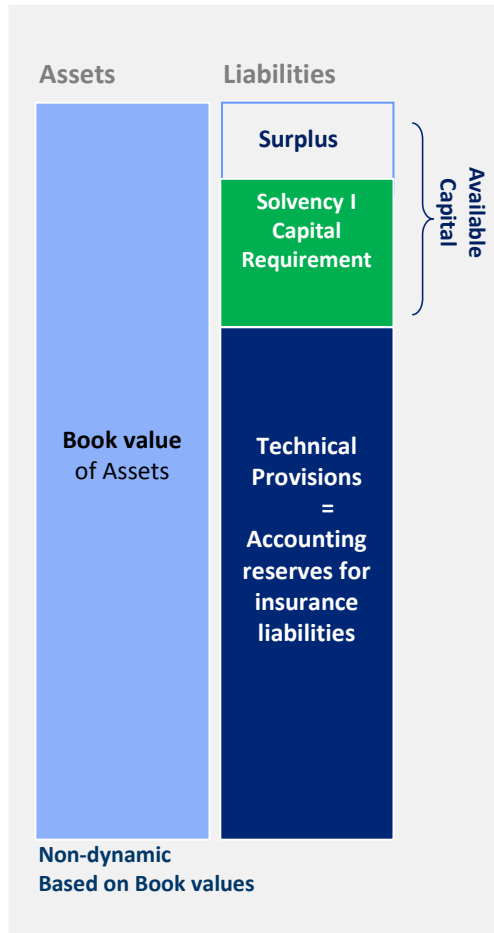 Assets
Liabilities
Surplus
Solvency I
Capital
Requirement
Available
Capital
Book value
of Assets
Technical
Provisions
=
Accounting
reserves for
insurance
liabilities
Non-dynamic
Based on Book values